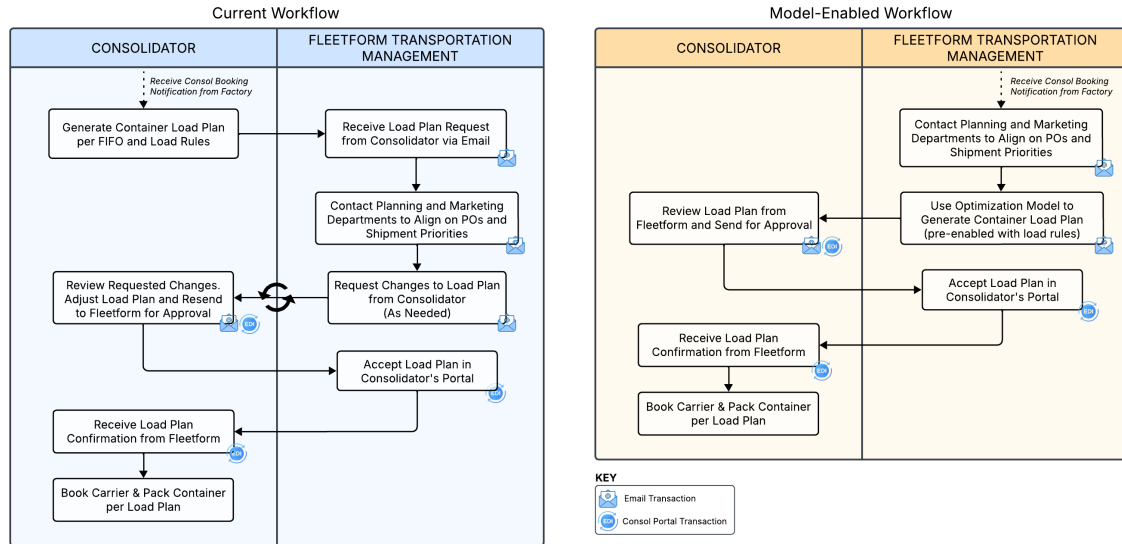 Current Workflow
CONSOLIDATOR
FLEETFORM TRANSPORTATION
MANAGEMENT
Receive Consol Booking
Notification from Factory
Generate Container Load Plan
per FIFO and Load Rules
Receive Load Plan Request
from Consolidator via Email
Contact Planning and Marketing
Departments to Align on POs and
Shipment Priorities
Review Requested Changes.
Adjust Load Plan and Resend
to Fleetform for Approval
EDI
Request Changes to Load Plan
from Consolidator
(As Needed)
Accept Load Plan in
Consolidator's Portal
EDI
Receive Load Plan
Confirmation from Fleetform
EDI
Book Carrier & Pack Container
per Load Plan
Model-Enabled Workflow
CONSOLIDATOR
FLEETFORM TRANSPORTATION
MANAGEMENT
Receive Consol Booking
Notification from Factory
Contact Planning and Marketing
Departments to Align on POs and
Shipment Priorities
Review Load Plan from
Fleetform and Send for Approval
EDI
Use Optimization Model to
Generate Container Load Plan
(pre-enabled with load rules)
Accept Load Plan in
Consolidator's Portal
EDI
Receive Load Plan
Confirmation from Fleetform
EDI
Book Carrier & Pack Container
per Load Plan
KEY
Email Transaction
EDI
Consol Portal Transaction